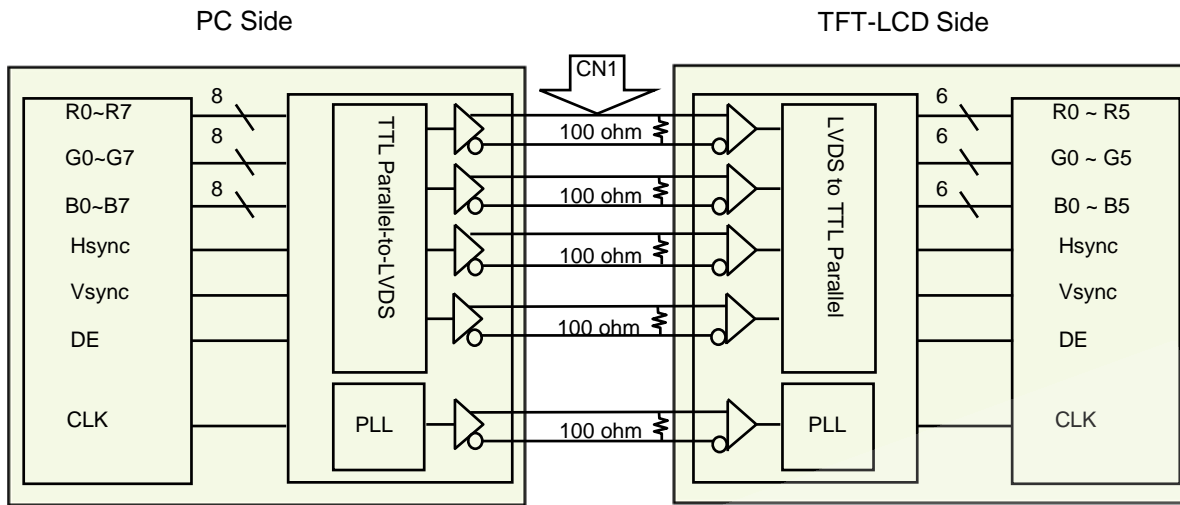 PC Side
TFT-LCD Side
CN1
R0~R7
8
G0~G7
8
B0~B7
8
Hsync
Vsync
DE
CLK
TTL Parallel-to-LVDS
PLL
100 ohm
100 ohm
100 ohm
100 ohm
100 ohm
LVDS to TTL Parallel
PLL
6
R0 ~ R5
6
G0 ~ G5
6
B0 ~ B5
Hsync
Vsync
DE
CLK